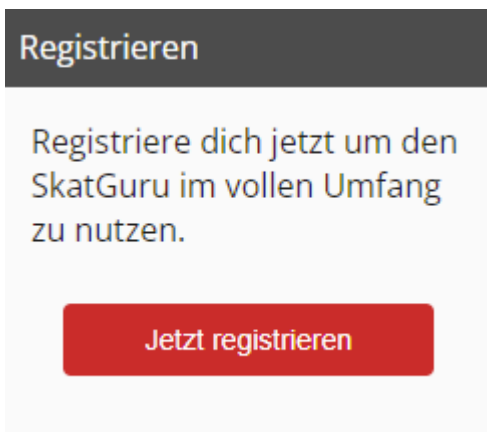 Registrieren
Registriere dich jetzt um den
SkatGuru im vollen Umfang
zu nutzen.
Jetzt registrieren